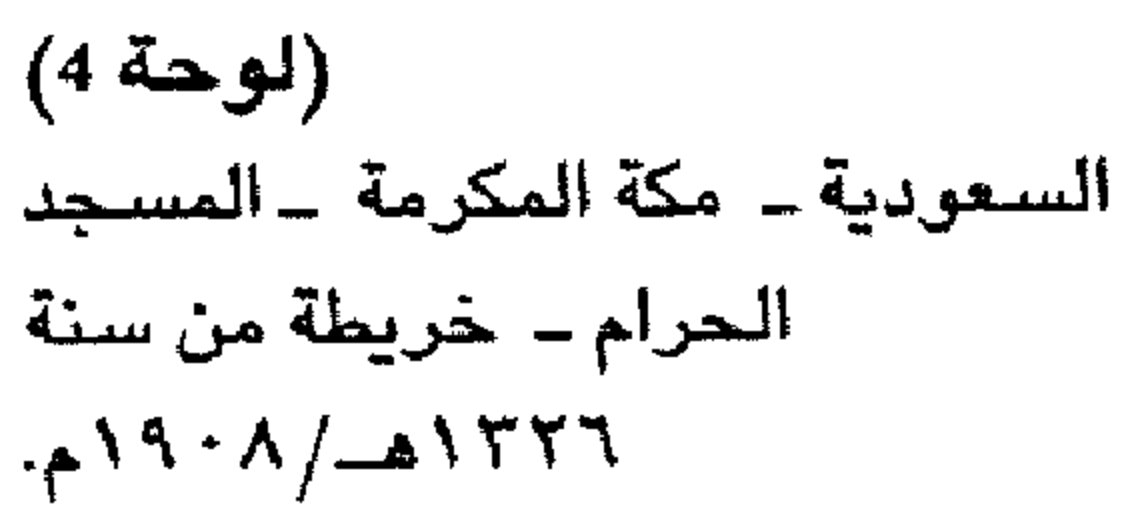 (لوحة 4)
السعودية - مكة المكرمة - المسجد
الحرام - خريطة من سنة
١٣٢٦هـ/١٩٠٨م.